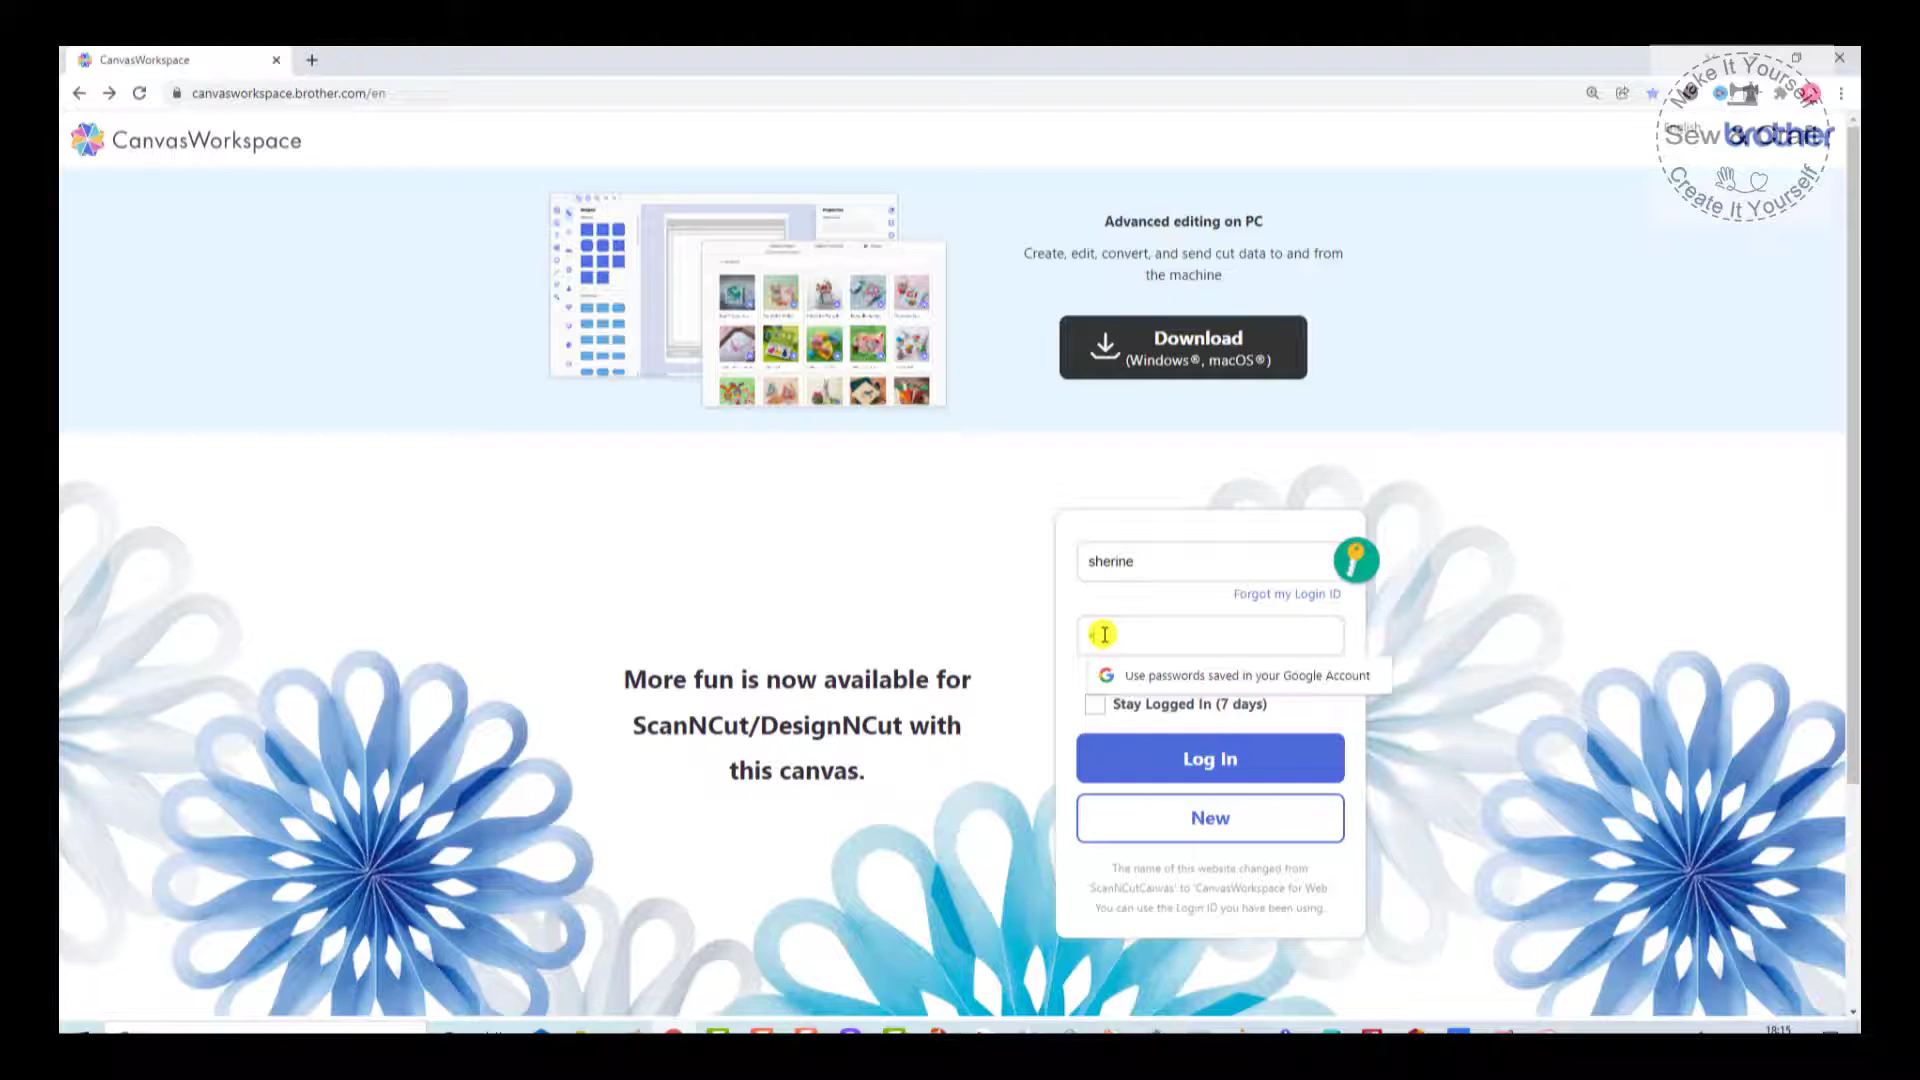 CanvasWorkspace
canvasworkspace.brother.com/en
CanvasWorkspace
Make It Yourself
English
Sew & Craft
brother
Create It Yourself
Advanced editing on PC
Create, edit, convert, and send cut data to and from
the machine
Download
(Windows®, macOS®)
sherine
Forgot my Login ID
Use passwords saved in your Google Account
Stay Logged In (7 days)
More fun is now available for
ScanNCut/DesignNCut with
this canvas.
Log In
New
The name of this website changed from
'ScanNCutCanvas' to 'CanvasWorkspace for Web
You can use the Login ID you have been using.
18:15